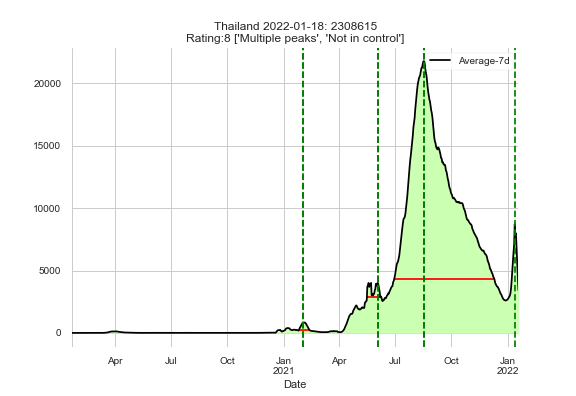 Thailand 2022-01-18: 2308615
Rating:8 ['Multiple peaks', 'Not in control']
Average-7d
20000
15000
10000
5000
0
Apr Jul Oct Jan Apr Jul Oct Jan
2021 2022
Date